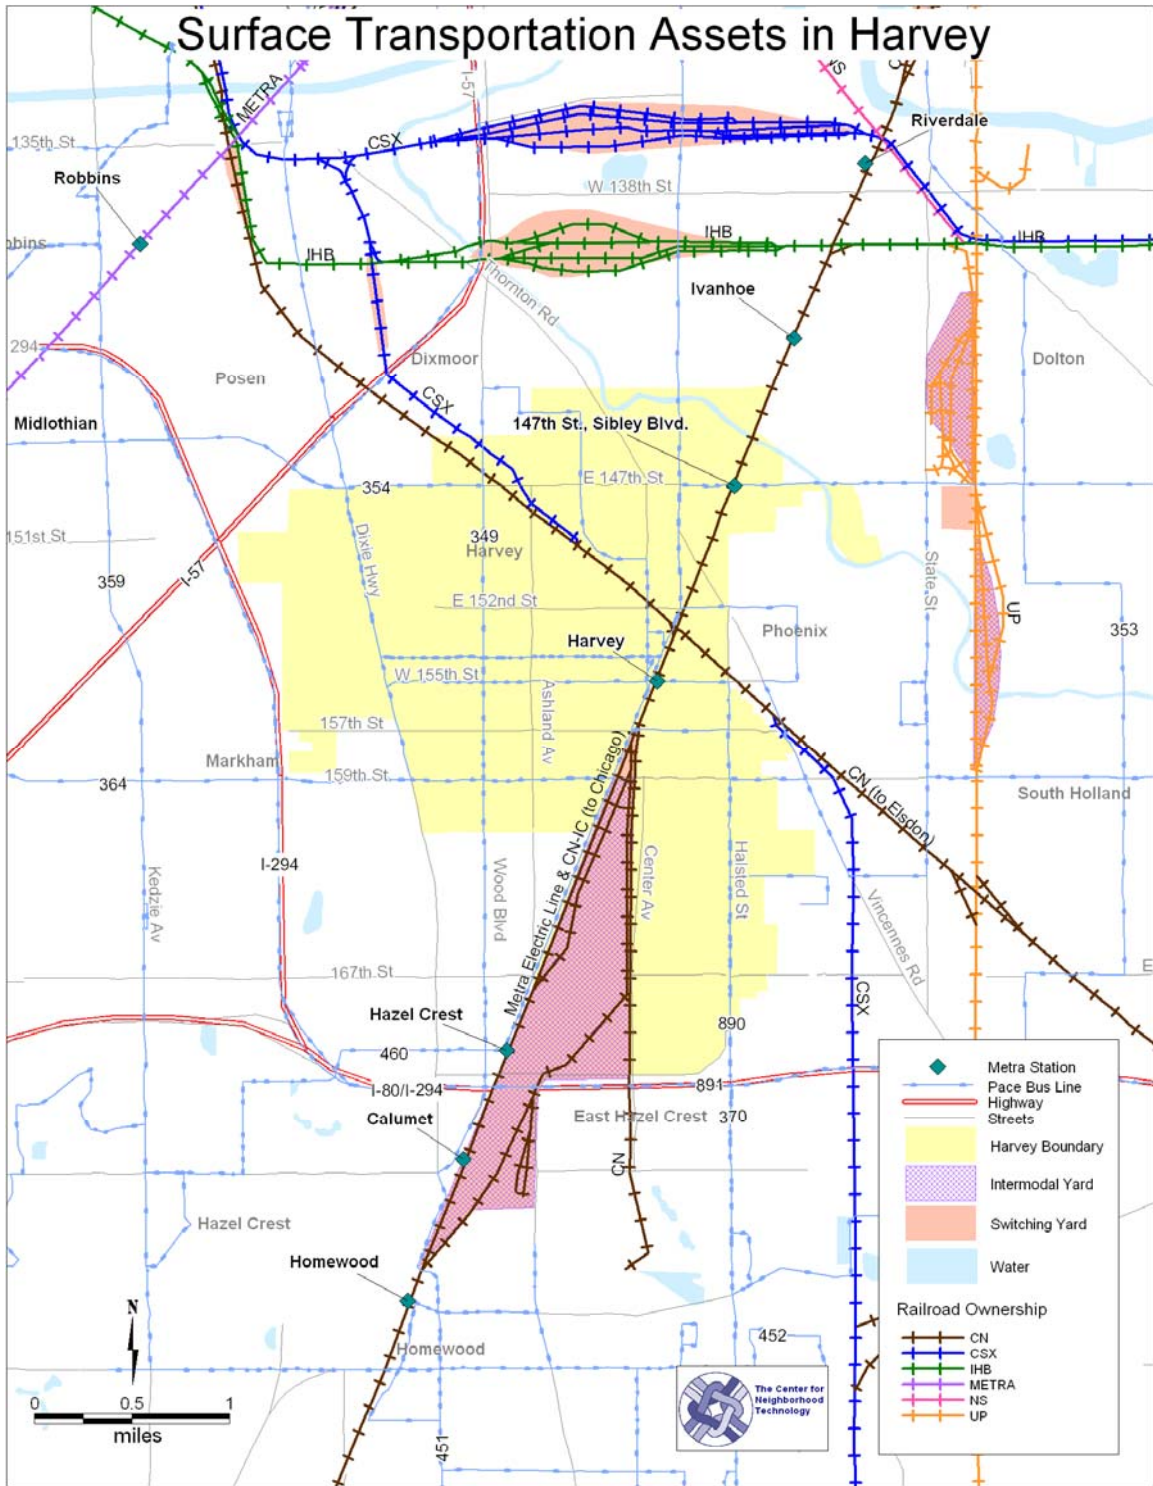 Surface Transportation Assets in Harvey
METRA
I-57
NS
135th St
CSX
Riverdale
Robbins
W 138th St
IHB
IHB
IHB
Thornton Rd
Ivanhoe
294
Dixmoor
Dolton
Posen
CSX
Midlothian
147th St., Sibley Blvd.
E 147th St
354
151st St
349
Harvey
Dixie Hwy
I-57
359
State St
UP
E 152nd St
Phoenix
353
Harvey
W 155th St
Ashland Av
157th St
Markham
159th St
364
Metra Electric Line & CN-IC (to Chicago)
CN (to Elsdon)
South Holland
I-294
Kedzie Av
Wood Blvd
Center Av
Halsted St
Vincennes Rd
167th St
E
CSX
Hazel Crest
460
890
I-80/I-294
891
Calumet
East Hazel Crest
370
CN
Hazel Crest
Homewood
Homewood
452
451
N
0
0.5
1
miles
The Center for
Neighborhood
Technology
Metra Station
Pace Bus Line
Highway
Streets
Harvey Boundary
Intermodal Yard
Switching Yard
Water
Railroad Ownership
CN
CSX
IHB
METRA
NS
UP